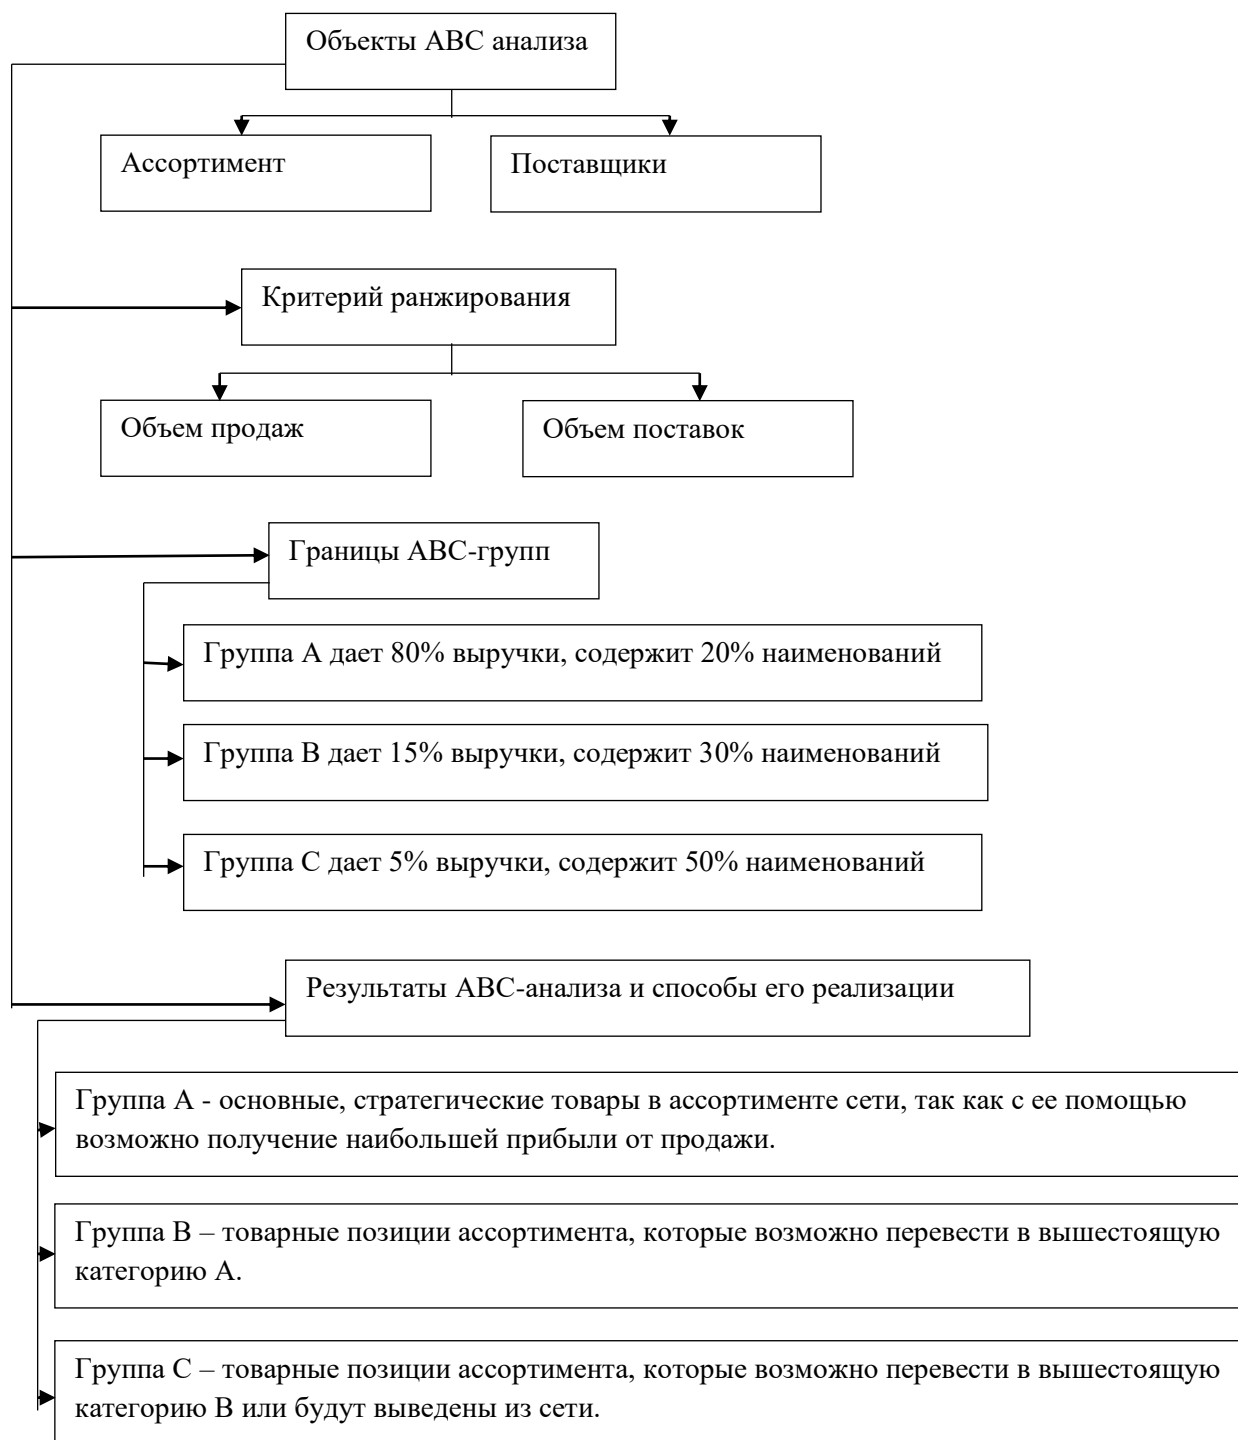 Объекты АВС анализа
Ассортимент
Поставщики
Критерий ранжирования
Объем продаж
Объем поставок
Границы АВС-групп
Группа А дает 80% выручки, содержит 20% наименований
Группа В дает 15% выручки, содержит 30% наименований
Группа С дает 5% выручки, содержит 50% наименований
Результаты АВС-анализа и способы его реализации
Группа А - основные, стратегические товары в ассортименте сети, так как с ее помощью
возможно получение наибольшей прибыли от продажи.
Группа В – товарные позиции ассортимента, которые возможно перевести в вышестоящую
категорию А.
Группа С – товарные позиции ассортимента, которые возможно перевести в вышестоящую
категорию В или будут выведены из сети.